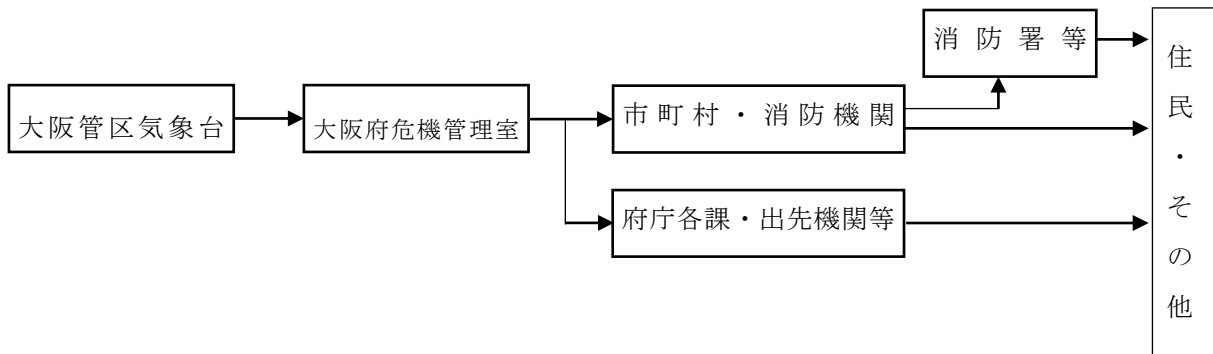 消防署等
大阪管区気象台
大阪府危機管理室
市町村・消防機関
府庁各課・出先機関等
住民・その他